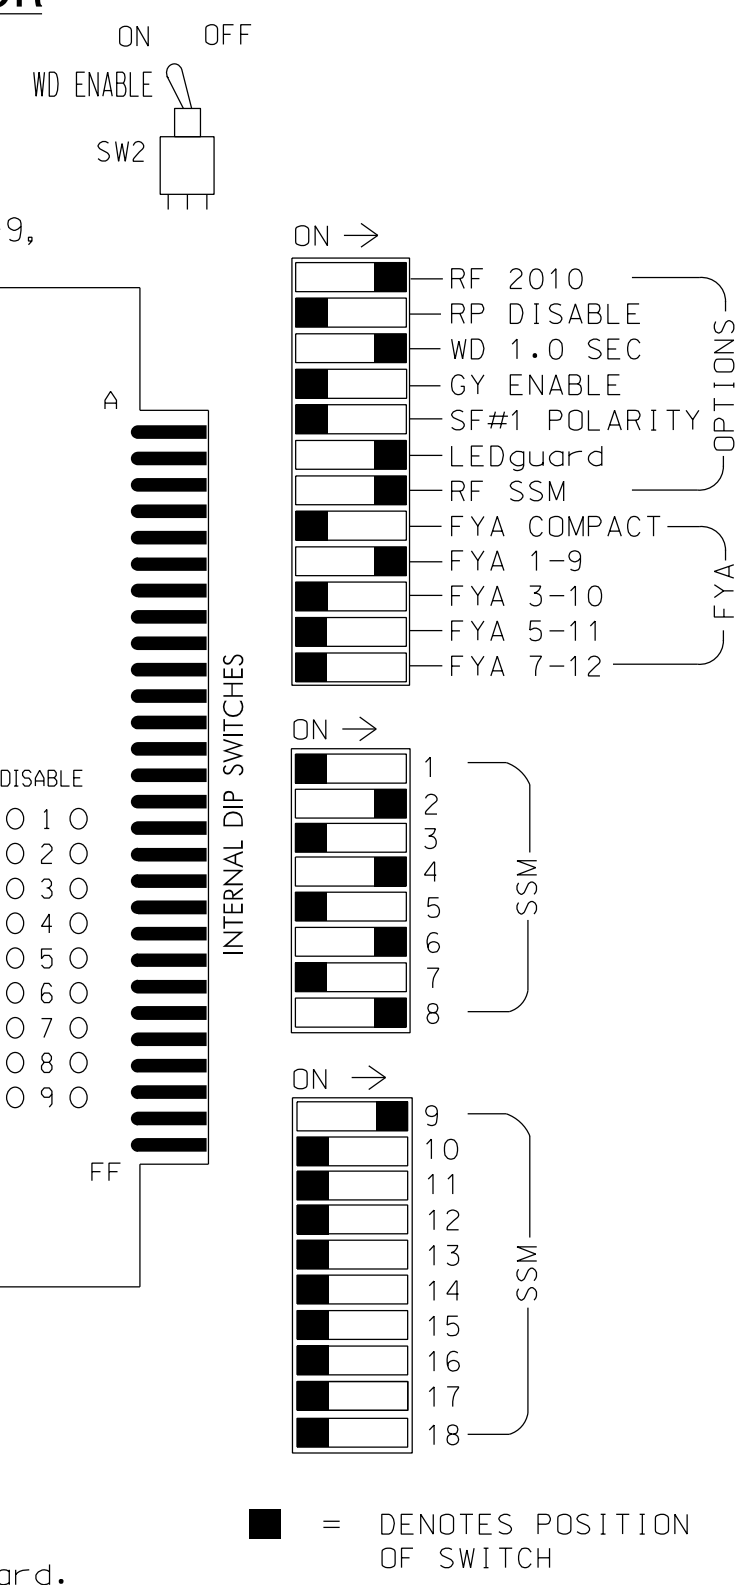 ON OFF
WD ENABLE
SW2
9,
ON
RF 2010
RP DISABLE
WD 1.0 SEC
GY ENABLE
SF#1 POLARITY
LEDguard
RF SSM
OPTIONS
FYA COMPACT
FYA 1-9
FYA 3-10
FYA 5-11
FYA 7-12
FYA
A
FF
DISABLE
1
2
3
4
5
6
7
8
9
INTERNAL DIP SWITCHES
ON
1
2
3
4
5
6
7
8
SSM
ON
9
10
11
12
13
14
15
16
17
18
SSM
= DENOTES POSITION
OF SWITCH
ard.